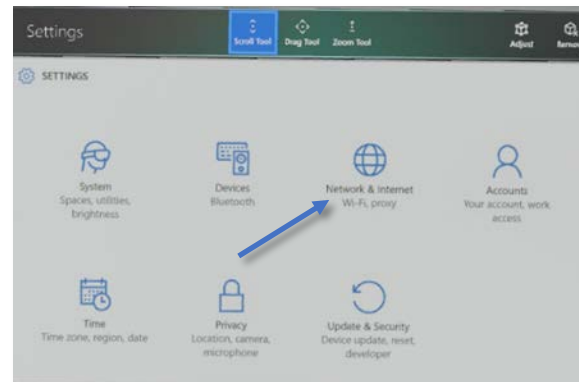 Settings
Scroll Tool
Drag Tool
Zoom Tool
Adjust
SETTINGS
System
Spaces, utilities,
brightness
Devices
Bluetooth
Network & Internet
Wi-Fi, proxy
Accounts
Your account, work
access
Time
Time zone, region, date
Privacy
Location, camera,
microphone
Update & Security
Device update, reset,
developer